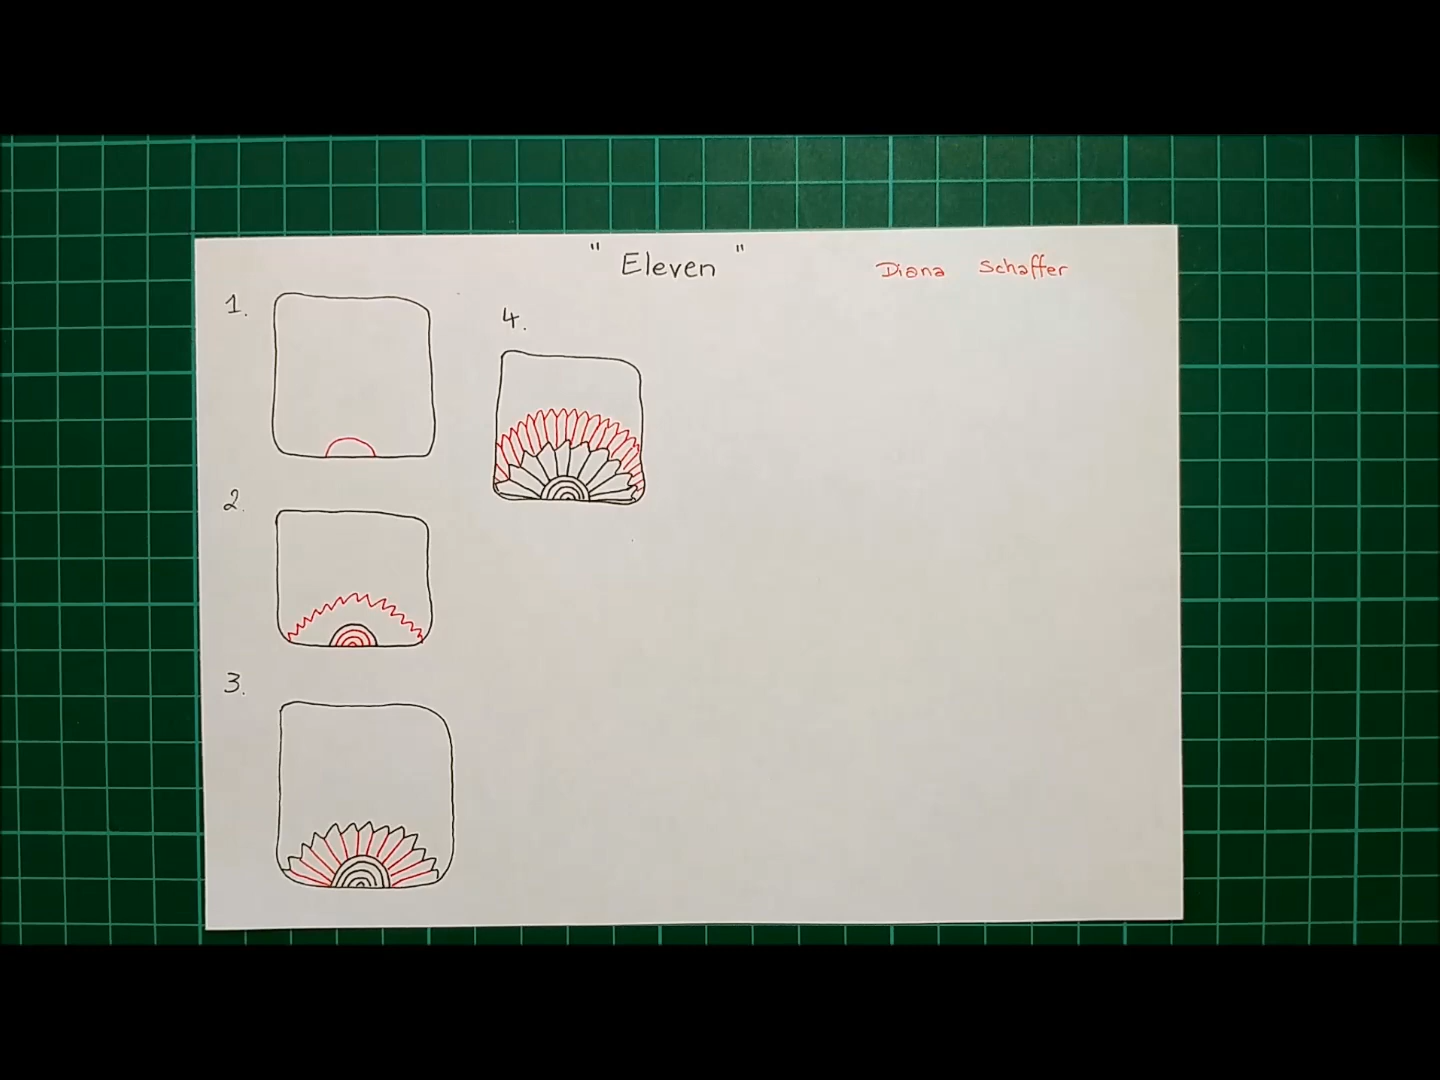 " Eleven "
Diana Schaffer
1.
2.
3.
4.